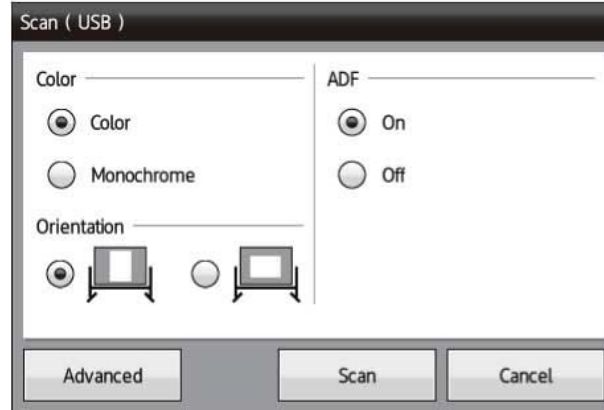 Scan ( USB )
Color
Color
Monochrome
Orientation
ADF
On
Off
Advanced
Scan
Cancel